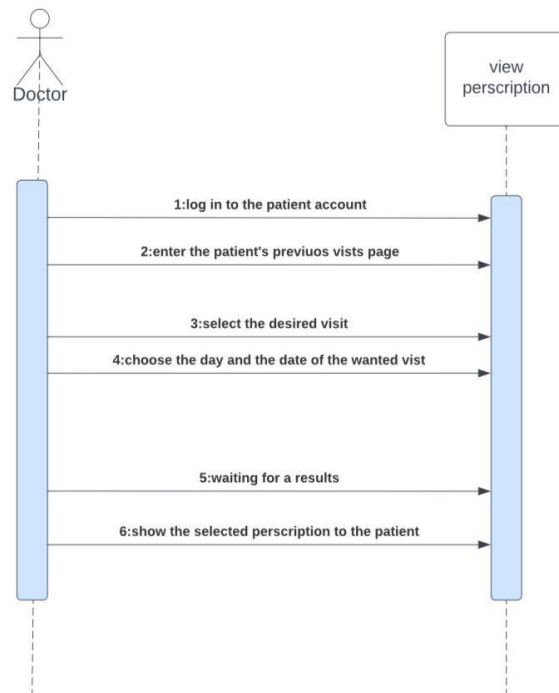 Doctor
view
perscription
1:log in to the patient account
2:enter the patient's previuos vists page
3:select the desired visit
4:choose the day and the date of the wanted vist
5:waiting for a results
6:show the selected perscription to the patient